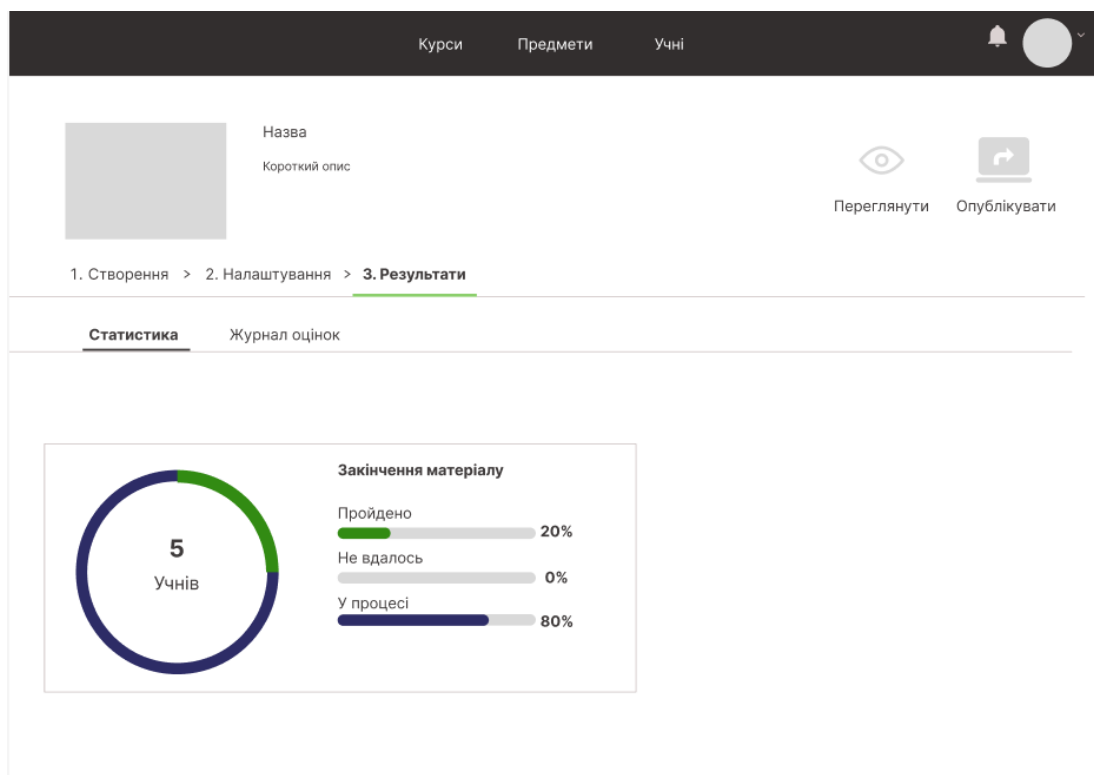 Курси Предмети Учні
Назва
Короткий опис
Переглянути Опублікувати
1. Створення > 2. Налаштування > 3. Результати
Статистика Журнал оцінок
Закінчення матеріалу
Пройдено
20%
Не вдалось
0%
У процесі
80%
5
Учнів